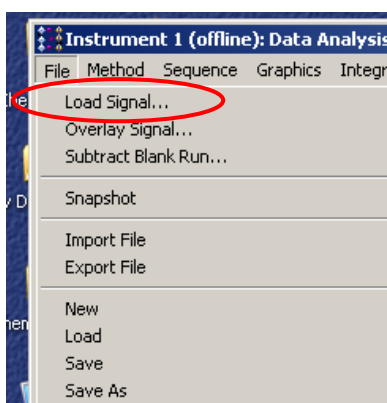 Instrument 1 (offline): Data Analysis
File Method Sequence Graphics Integr
Load Signal...
Overlay Signal...
Subtract Blank Run...
Snapshot
Import File
Export File
New
Load
Save
Save As